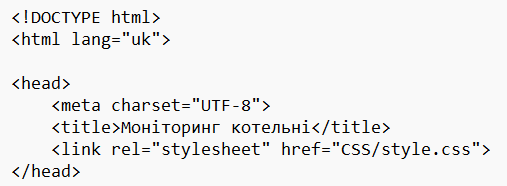 <!DOCTYPE html>
<html lang="uk">
<head>
<meta charset="UTF-8">
<title>Моніторинг котельні</title>
<link rel="stylesheet" href="CSS/style.css">
</head>